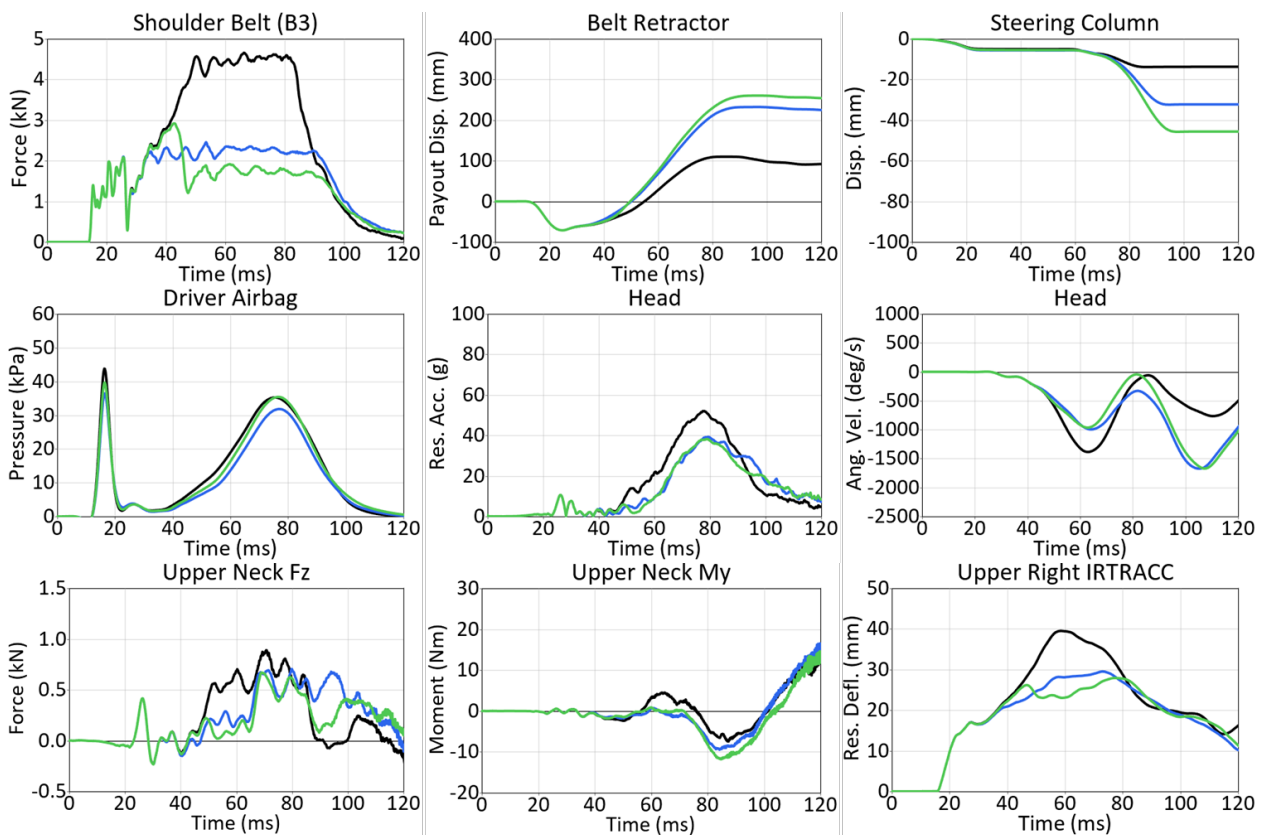 Shoulder Belt (B3)
Force (kN)
5
4
3
2
1
0
0 20 40 60 80 100 120
Time (ms)
Belt Retractor
Payout Disp. (mm)
400
300
200
100
0
-100
0 20 40 60 80 100 120
Time (ms)
Steering Column
Disp. (mm)
0
-20
-40
-60
-80
-100
0 20 40 60 80 100 120
Time (ms)
Driver Airbag
Pressure (kPa)
60
50
40
30
20
10
0
0 20 40 60 80 100 120
Time (ms)
Head
Res. Acc. (g)
100
80
60
40
20
0
0 20 40 60 80 100 120
Time (ms)
Head
Ang. Vel. (deg/s)
1000
500
0
-500
-1000
-1500
-2000
-2500
0 20 40 60 80 100 120
Time (ms)
Upper Neck Fz
Force (kN)
1.5
1.0
0.5
0.0
-0.5
0 20 40 60 80 100 120
Time (ms)
Upper Neck My
Moment (Nm)
30
20
10
0
-10
-20
0 20 40 60 80 100 120
Time (ms)
Upper Right IRTRACC
Res. Defl. (mm)
50
40
30
20
10
0
0 20 40 60 80 100 120
Time (ms)